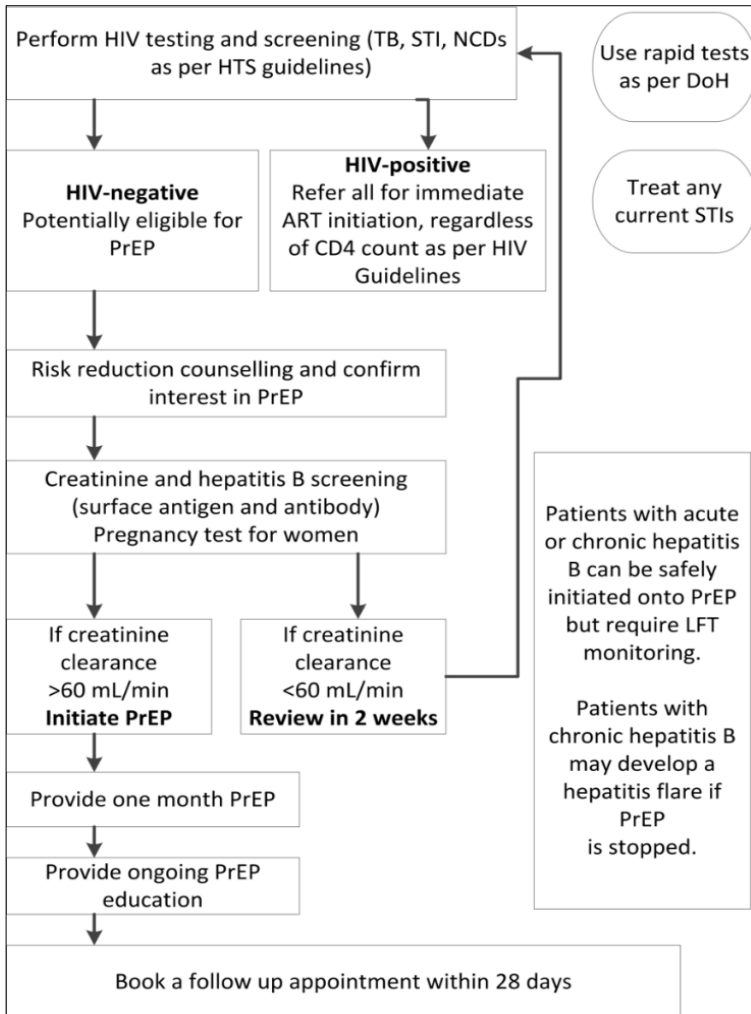 Perform HIV testing and screening (TB, STI, NCDs
as per HTS guidelines)
Use rapid tests
as per DoH
HIV-negative
Potentially eligible for
PrEP
HIV-positive
Refer all for immediate
ART initiation, regardless
of CD4 count as per HIV
Guidelines
Treat any
current STIs
Risk reduction counselling and confirm
interest in PrEP
Creatinine and hepatitis B screening
(surface antigen and antibody)
Pregnancy test for women
If creatinine
clearance
>60 mL/min
Initiate PrEP
If creatinine
clearance
<60 mL/min
Review in 2 weeks
Patients with acute
or chronic hepatitis
B can be safely
initiated onto PrEP
but require LFT
monitoring.
Patients with
chronic hepatitis B
may develop a
hepatitis flare if
PrEP
is stopped.
Provide one month PrEP
Provide ongoing PrEP
education
Book a follow up appointment within 28 days